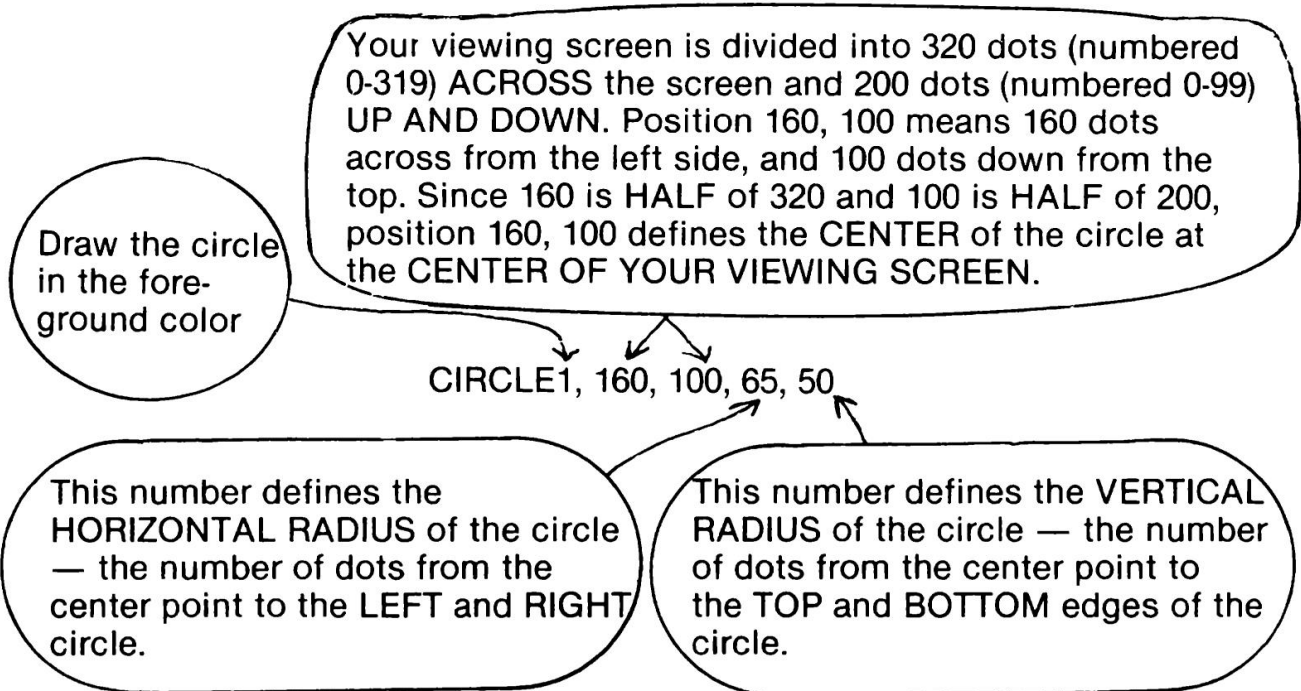 Your viewing screen is divided into 320 dots (numbered
0-319) ACROSS the screen and 200 dots (numbered 0-99)
UP AND DOWN. Position 160, 100 means 160 dots
across from the left side, and 100 dots down from the
top. Since 160 is HALF of 320 and 100 is HALF of 200,
position 160, 100 defines the CENTER of the circle at
the CENTER OF YOUR VIEWING SCREEN.
Draw the circle
in the fore-
ground color
CIRCLE1, 160, 100, 65, 50
This number defines the
HORIZONTAL RADIUS of the circle
— the number of dots from the
center point to the LEFT and RIGHT
circle.
This number defines the VERTICAL
RADIUS of the circle — the number
of dots from the center point to
the TOP and BOTTOM edges of the
circle.